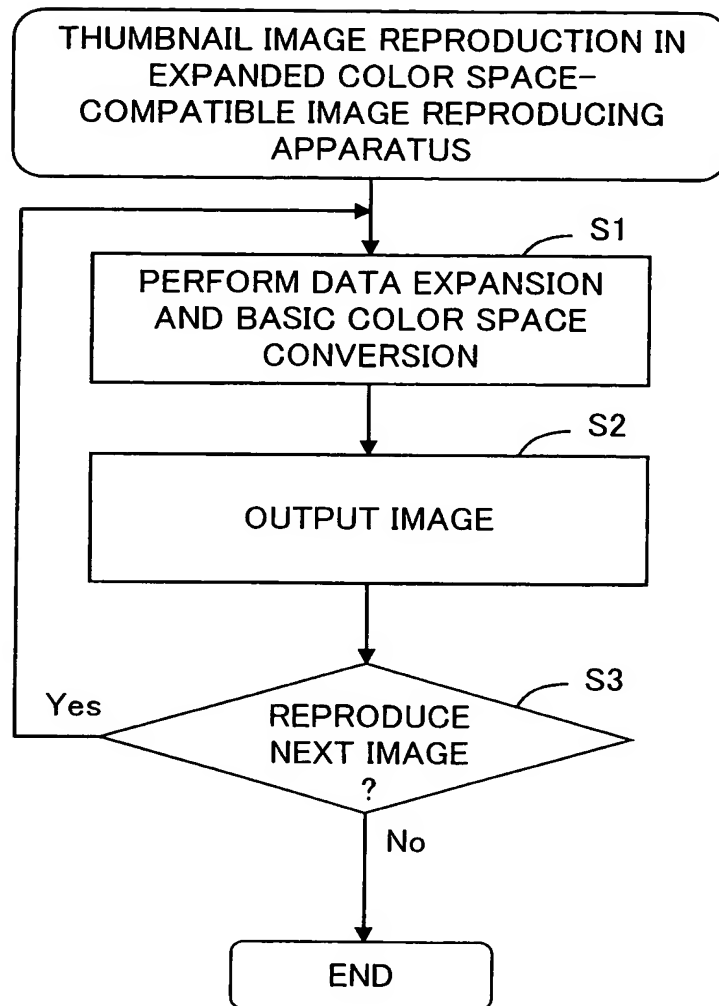 THUMBNAIL IMAGE REPRODUCTION IN
EXPANDED COLOR SPACE-
COMPATIBLE IMAGE REPRODUCING
APPARATUS
S1
PERFORM DATA EXPANSION
AND BASIC COLOR SPACE
CONVERSION
S2
OUTPUT IMAGE
S3
Yes
REPRODUCE
NEXT IMAGE
?
No
END